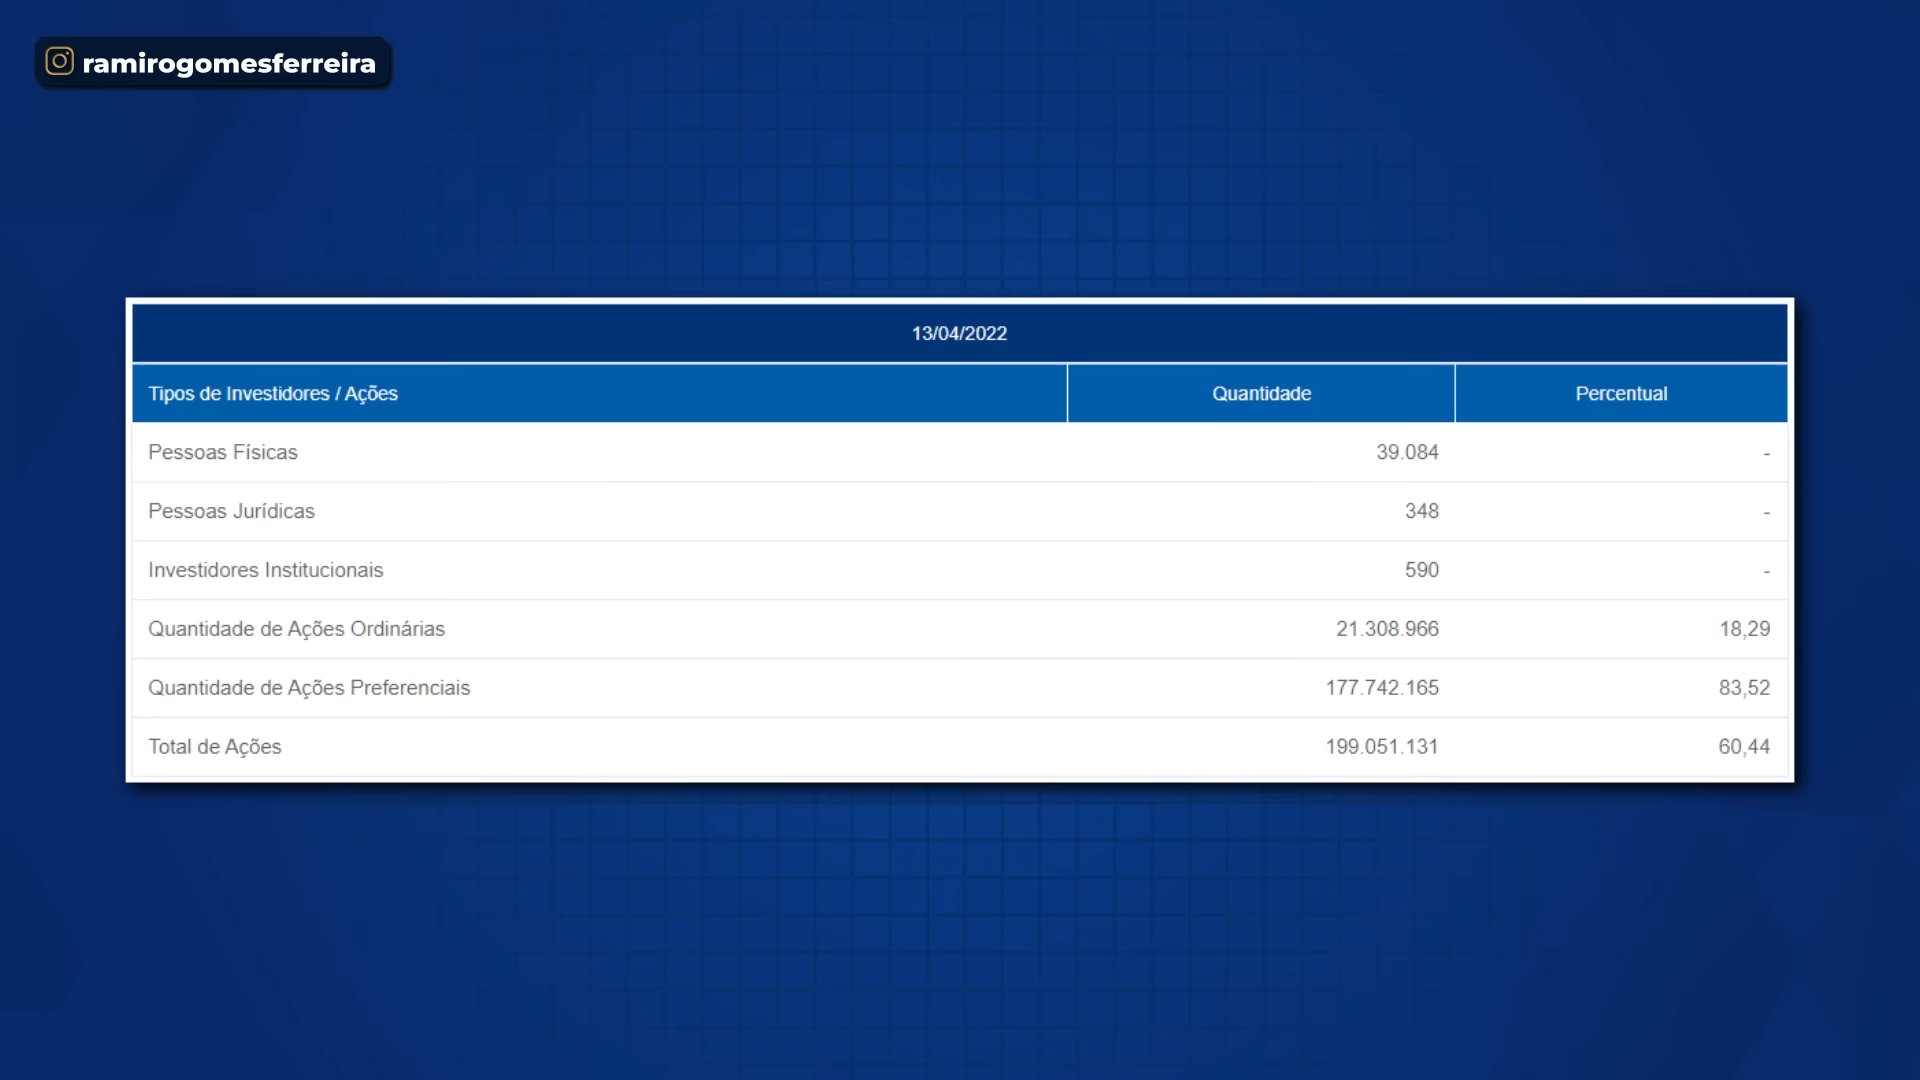 ramirogomesferreira
13/04/2022
Tipos de Investidores / Ações Quantidade Percentual
Pessoas Físicas 39.084 -
Pessoas Jurídicas 348 -
Investidores Institucionais 590 -
Quantidade de Ações Ordinárias 21.308.966 18,29
Quantidade de Ações Preferenciais 177.742.165 83,52
Total de Ações 199.051.131 60,44